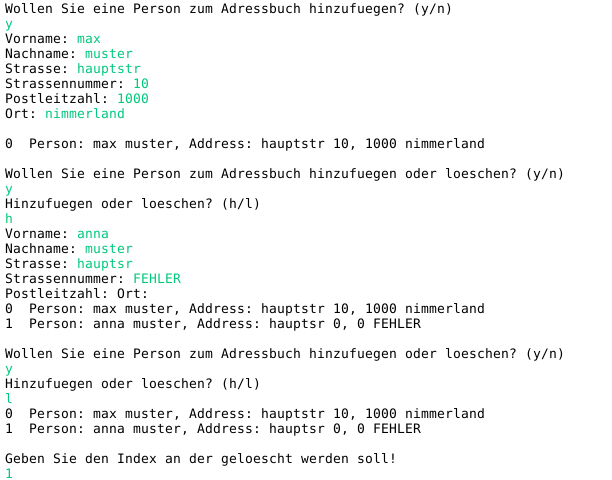 Wollen Sie eine Person zum Adressbuch hinzufuegen? (y/n)
y
Vorname: max
Nachname: muster
Strasse: hauptstr
Strassennummer: 10
Postleitzahl: 1000
Ort: nimmerland
0  Person: max muster, Address: hauptstr 10, 1000 nimmerland
Wollen Sie eine Person zum Adressbuch hinzufuegen oder loeschen? (y/n)
y
Hinzufuegen oder loeschen? (h/l)
h
Vorname: anna
Nachname: muster
Strasse: hauptsr
Strassennummer: FEHLER
Postleitzahl: Ort:
0  Person: max muster, Address: hauptstr 10, 1000 nimmerland
1  Person: anna muster, Address: hauptsr 0, 0 FEHLER
Wollen Sie eine Person zum Adressbuch hinzufuegen oder loeschen? (y/n)
y
Hinzufuegen oder loeschen? (h/l)
l
0  Person: max muster, Address: hauptstr 10, 1000 nimmerland
1  Person: anna muster, Address: hauptsr 0, 0 FEHLER
Geben Sie den Index an der geloescht werden soll!
1